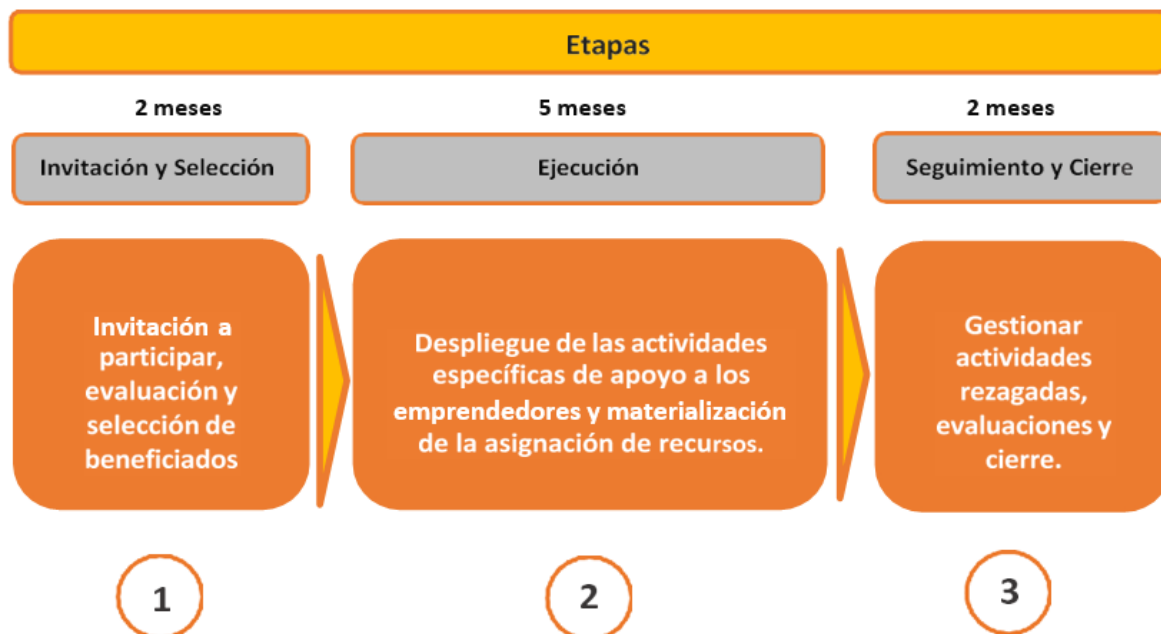 Etapas
2 meses
5 meses
2 meses
Invitación y Selección
Ejecución
Seguimiento y Cierre
Invitación a
participar,
evaluación y
selección de
beneficiados
Despliegue de las actividades
específicas de apoyo a los
emprendedores y materialización
de la asignación de recursos.
Gestionar
actividades
rezagadas,
evaluaciones y
cierre.
1
2
3